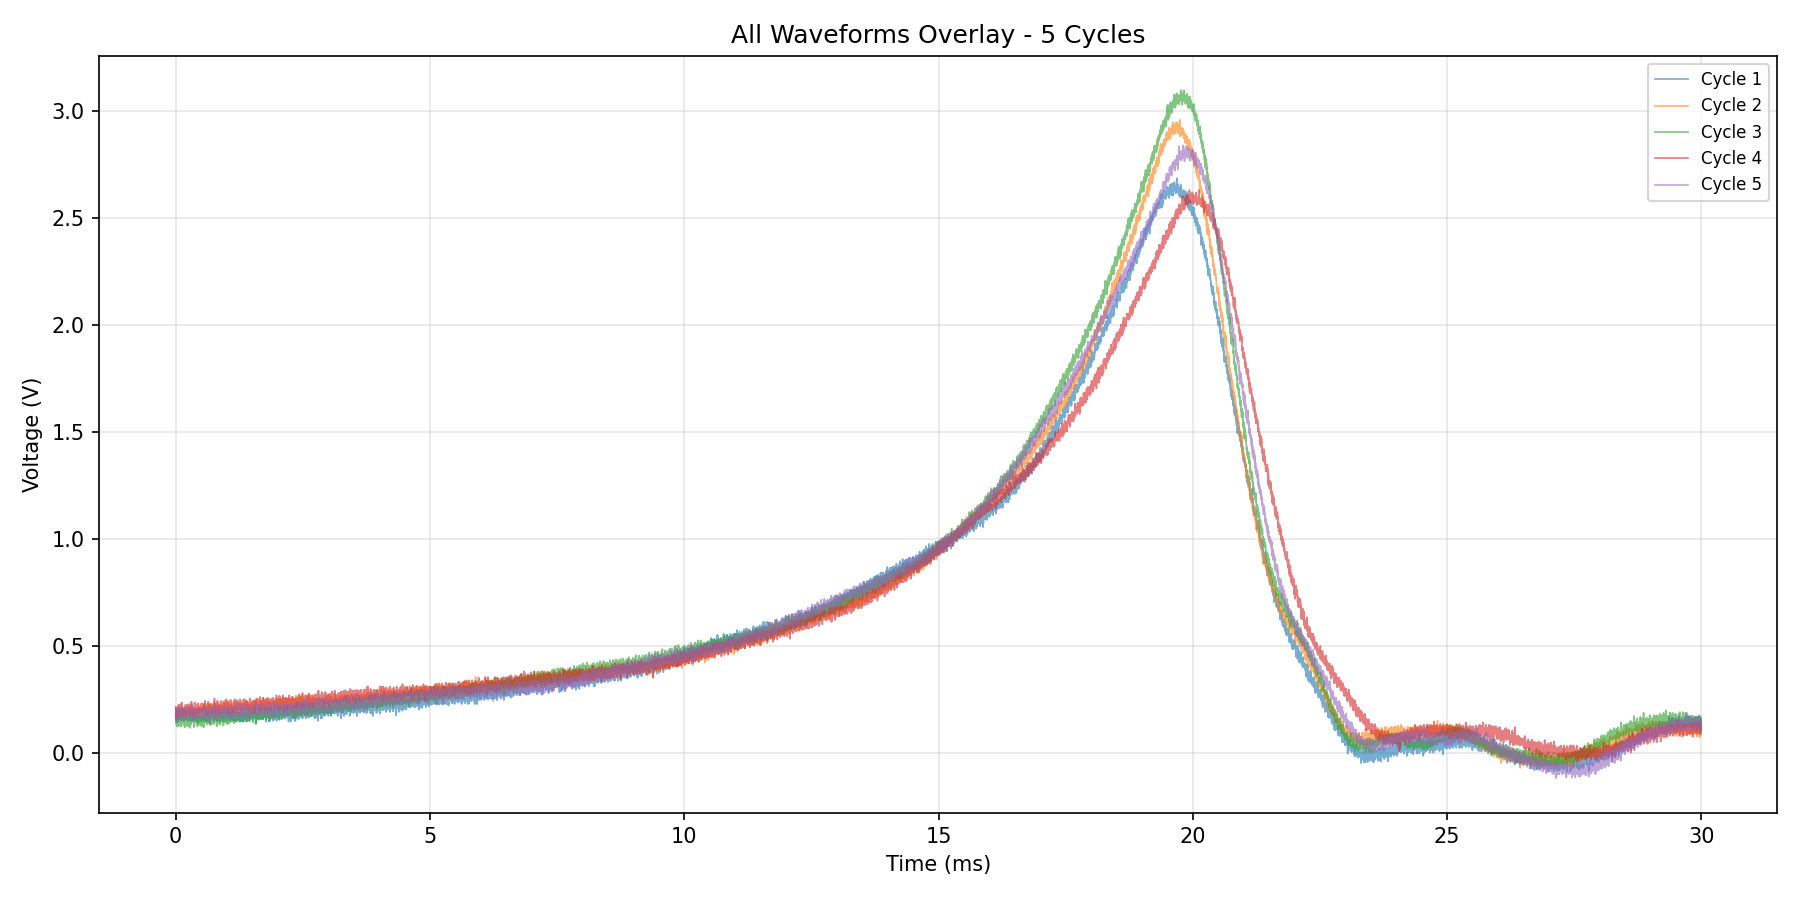 All Waveforms Overlay - 5 Cycles
Cycle 1
Cycle 2
Cycle 3
Cycle 4
Cycle 5
Voltage (V)
3.0
2.5
2.0
1.5
1.0
0.5
0.0
0 5 10 15 20 25 30
Time (ms)